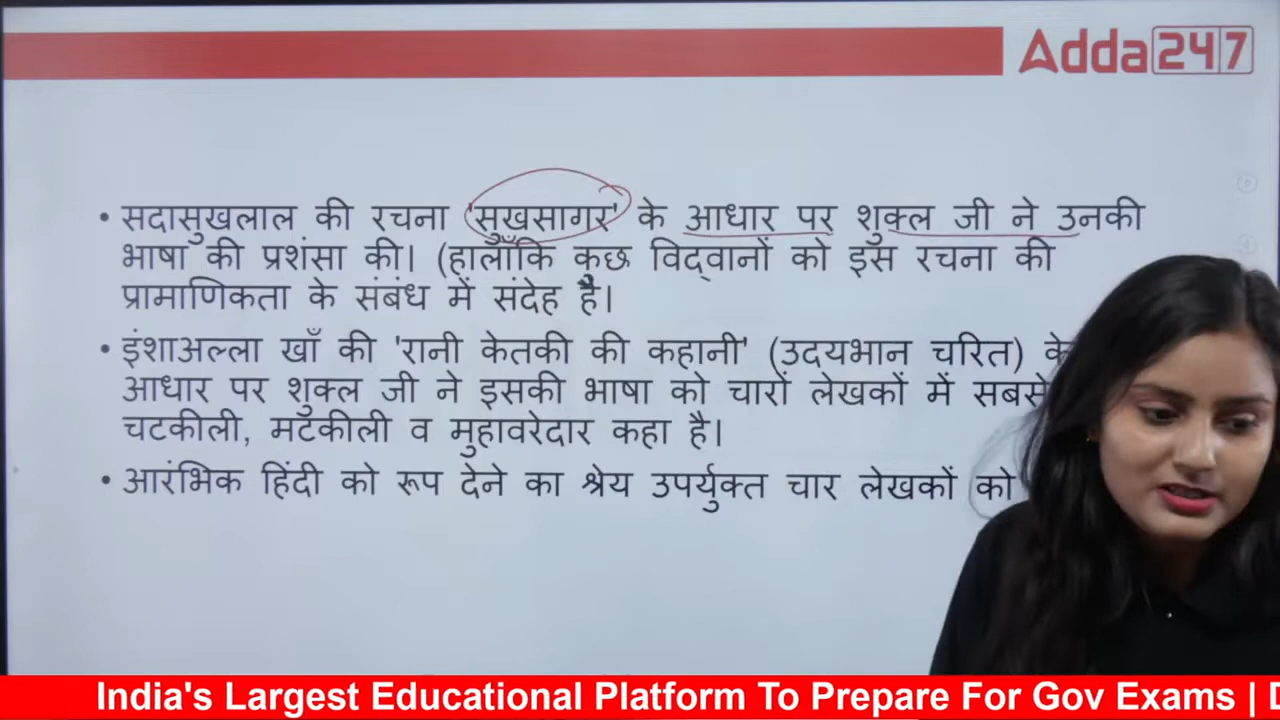 Adda247
• सदासुखलाल की रचना 'सुखसागर' के आधार पर शुक्ल जी ने उनकी
भाषा की प्रशंसा की। (हालाँकि कुछ विद्वानों को इस रचना की
प्रामाणिकता के संबंध में संदेह है।
• इंशाअल्ला खाँ की 'रानी केतकी की कहानी' (उदयभान चरित) के
आधार पर शुक्ल जी ने इसकी भाषा को चारों लेखकों में सबसे
चटकीली, मटकीली व मुहावरेदार कहा है।
• आरंभिक हिंदी को रूप देने का श्रेय उपर्युक्त चार लेखकों को
India's Largest Educational Platform To Prepare For Gov Exams |